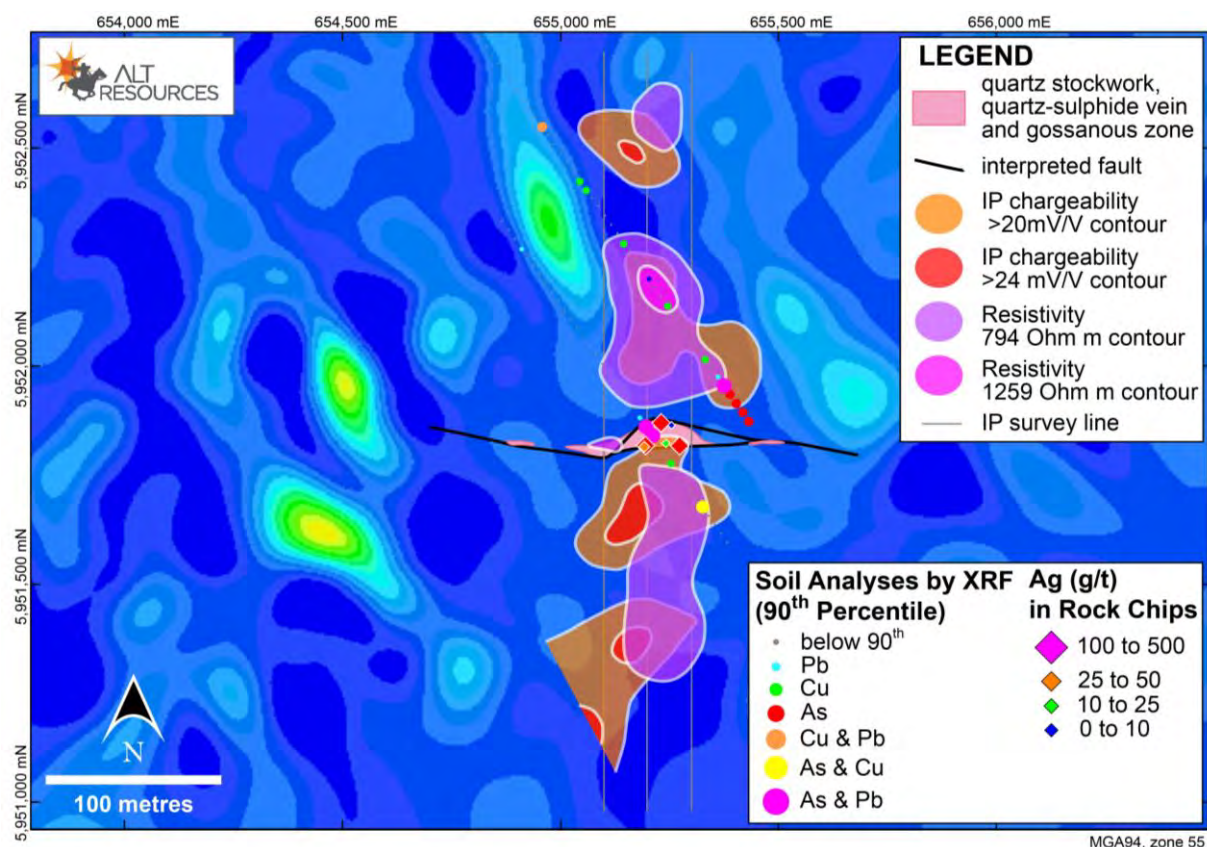 654,000 mE
654,500 mE
655,000 mE
655,500 mE
656,000 mE
ALT
RESOURCES
5,952,500 mN
5,952,000 mN
5,951,500 mN
5,951,000 mN
LEGEND
quartz stockwork,
quartz-sulphide vein
and gossanous zone
interpreted fault
IP chargeability
>20mV/V contour
IP chargeability
>24 mV/V contour
Resistivity
794 Ohm m contour
Resistivity
1259 Ohm m contour
IP survey line
Soil Analyses by XRF
(90th Percentile)
below 90th
Pb
Cu
As
Cu & Pb
As & Cu
As & Pb
Ag (g/t)
in Rock Chips
100 to 500
25 to 50
10 to 25
0 to 10
N
100 metres
MGA94, zone 55